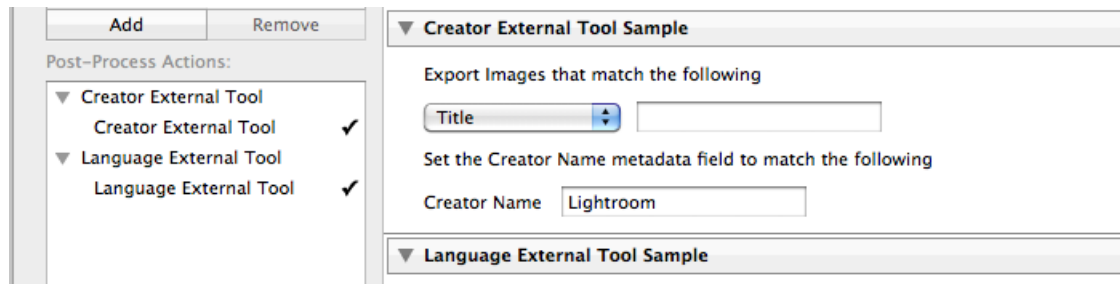 Add Remove
Post-Process Actions:
Creator External Tool
Creator External Tool ✔
Language External Tool
Language External Tool ✔
Creator External Tool Sample
Export Images that match the following
Title
Set the Creator Name metadata field to match the following
Creator Name Lightroom
Language External Tool Sample